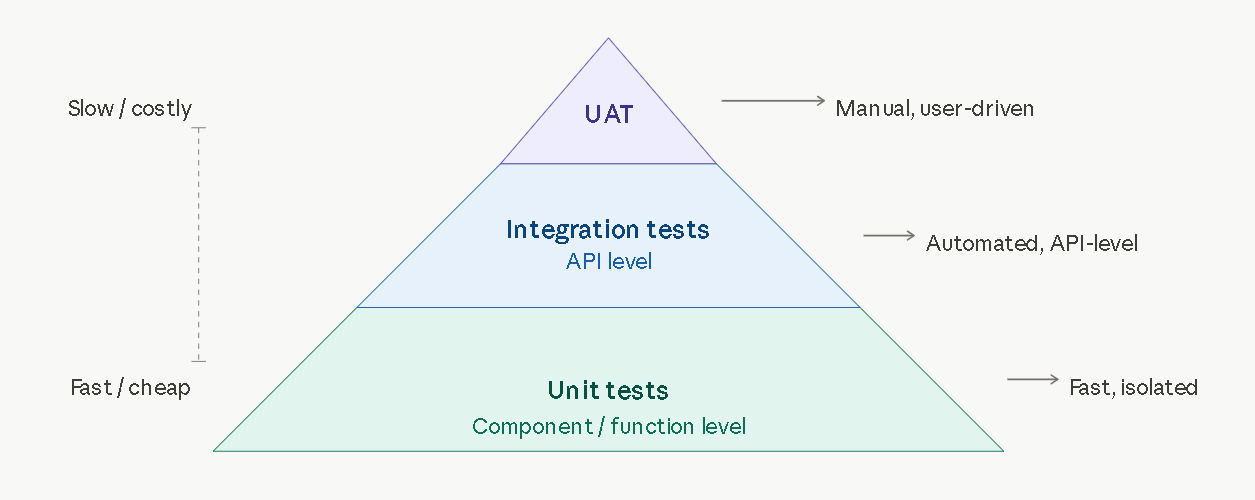 Slow / costly
UAT
Manual, user-driven
Integration tests
API level
Automated, API-level
Fast / cheap
Unit tests
Component / function level
Fast, isolated